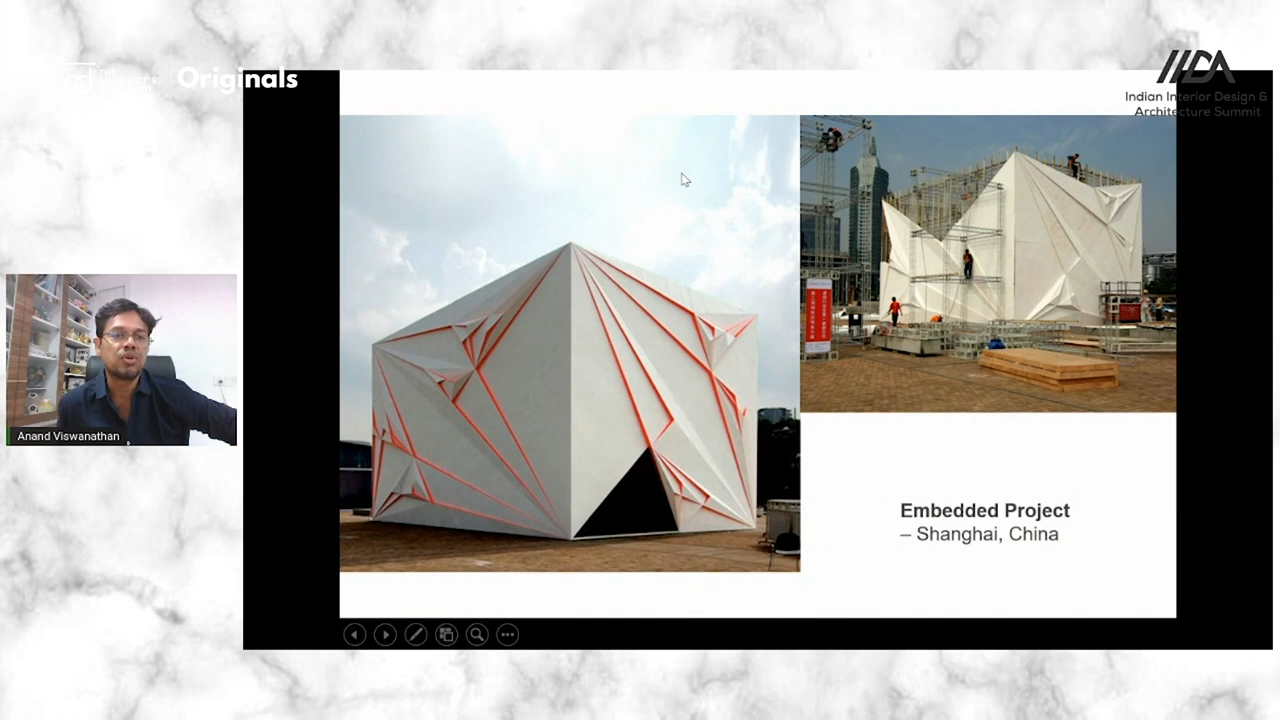 Originals
IIDA
Indian Interior Design &
Architecture Summit
Anand Viswanathan
Embedded Project
– Shanghai, China